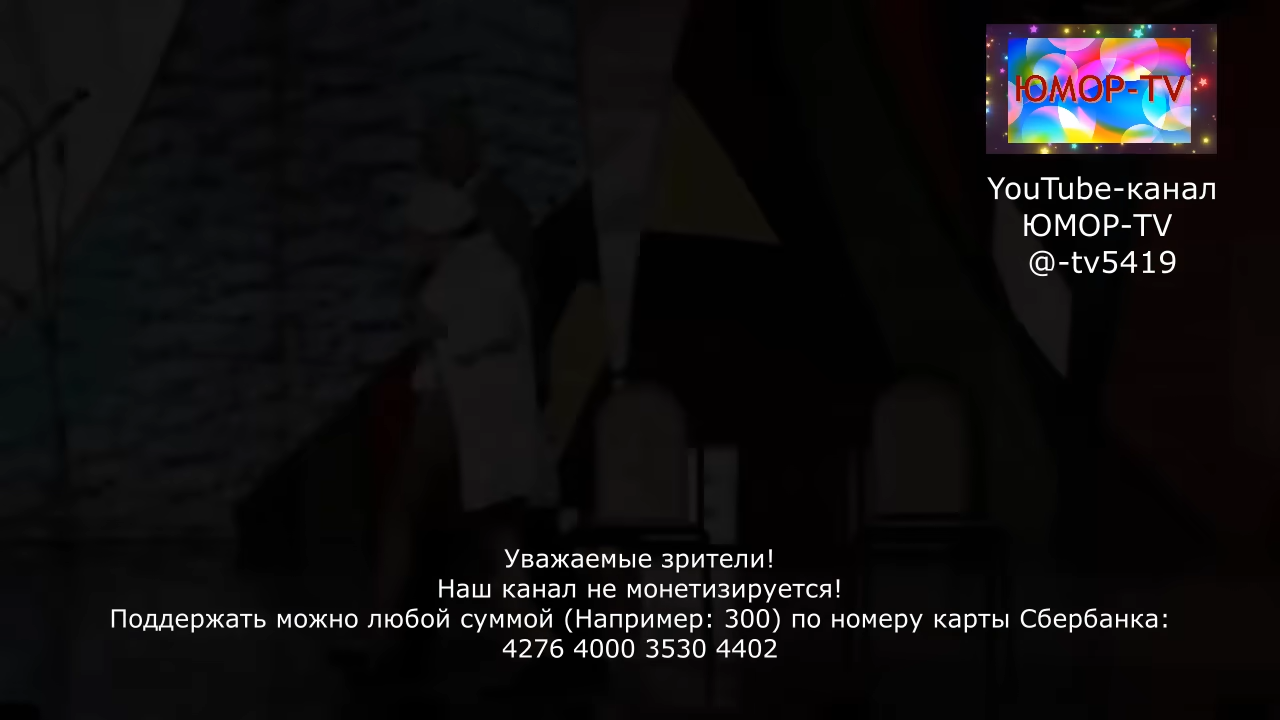 ЮМОР-TV
YouTube-канал
ЮМОР-TV
@-tv5419
Уважаемые зрители!
Наш канал не монетизируется!
Поддержать можно любой суммой (Например: 300) по номеру карты Сбербанка:
4276 4000 3530 4402